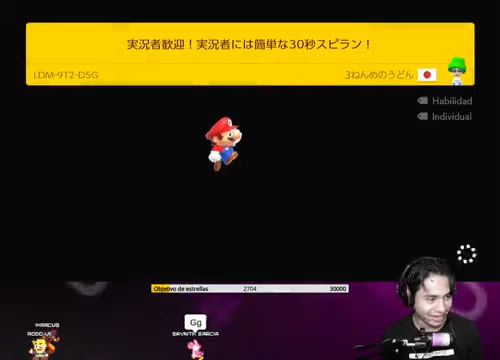 実況者歓迎！実況者には簡単な30秒スピラン！
LDM-9T2-D5G
3ねんめのうどん
Habilidad
Individual
Objetivo de estrellas 2764 30000
Gg